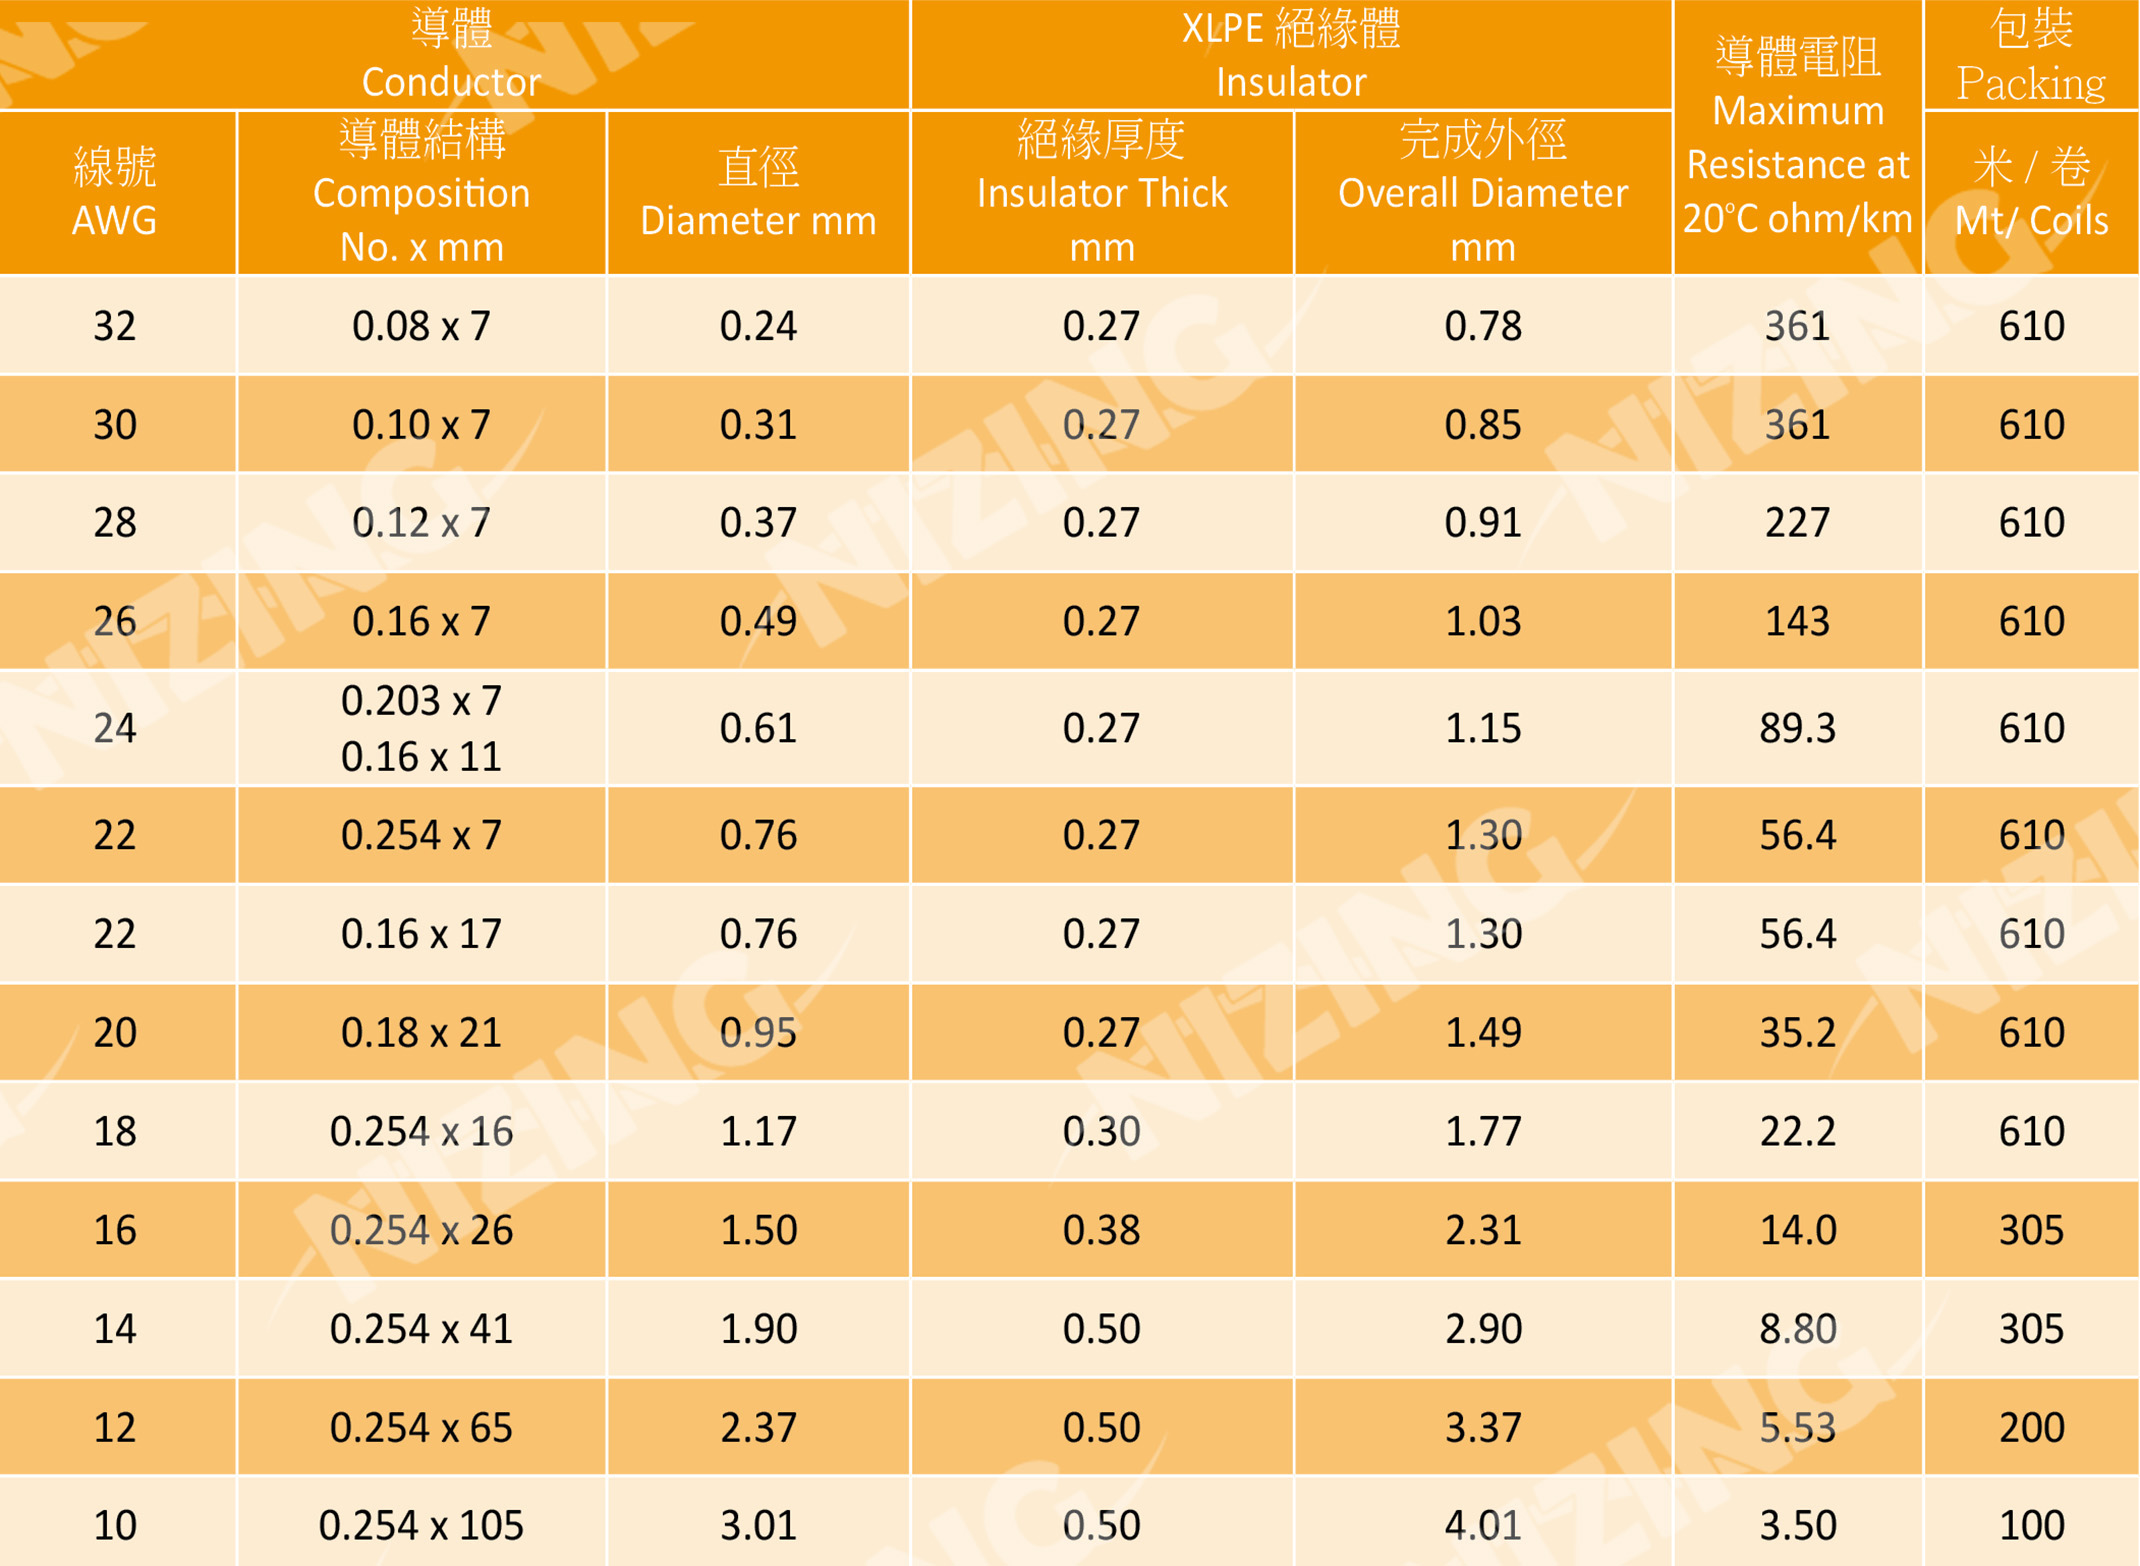 導體
Conductor
XLPE 絕緣體
Insulator
導體電阻
Maximum
Resistance at
20°C ohm/km
包裝
Packing
線號
AWG
導體結構
Composition
No. x mm
直徑
Diameter mm
絕緣厚度
Insulator Thick
mm
完成外徑
Overall Diameter
mm
米 / 卷
Mt/ Coils
32 0.08 x 7 0.24 0.27 0.78 361 610
30 0.10 x 7 0.31 0.27 0.85 361 610
28 0.12 x 7 0.37 0.27 0.91 227 610
26 0.16 x 7 0.49 0.27 1.03 143 610
24 0.203 x 7
0.16 x 11 0.61 0.27 1.15 89.3 610
22 0.254 x 7 0.76 0.27 1.30 56.4 610
22 0.16 x 17 0.76 0.27 1.30 56.4 610
20 0.18 x 21 0.95 0.27 1.49 35.2 610
18 0.254 x 16 1.17 0.30 1.77 22.2 610
16 0.254 x 26 1.50 0.38 2.31 14.0 305
14 0.254 x 41 1.90 0.50 2.90 8.80 305
12 0.254 x 65 2.37 0.50 3.37 5.53 200
10 0.254 x 105 3.01 0.50 4.01 3.50 100
NIZING
NIZING
NIZING
NIZING
NIZING
NIZING